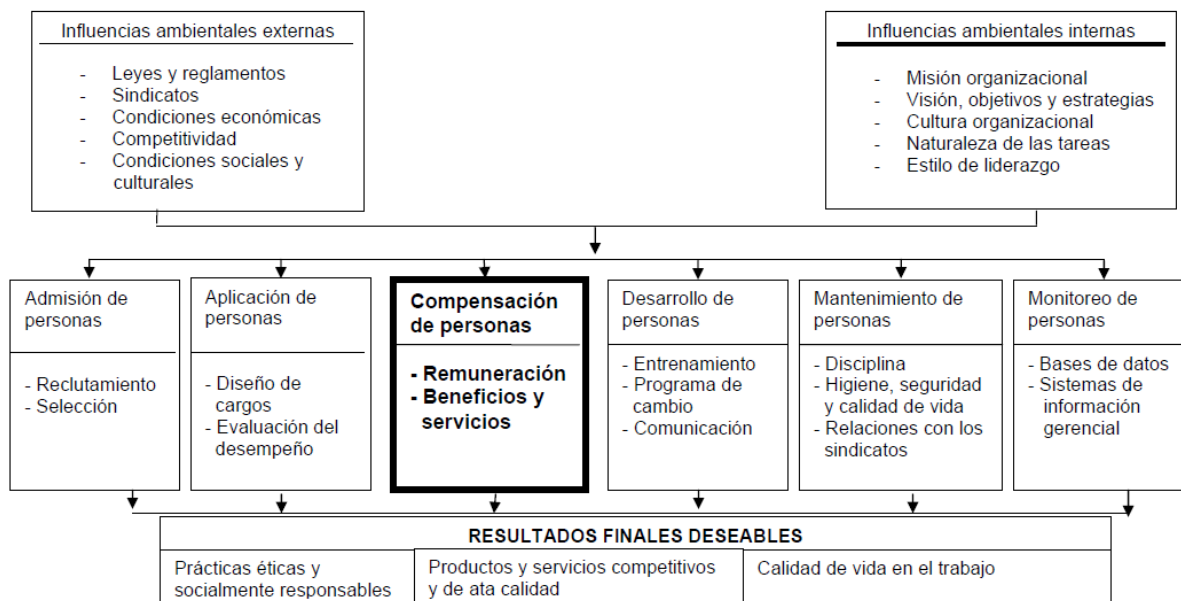 Influencias ambientales externas
- Leyes y reglamentos
- Sindicatos
- Condiciones económicas
- Competitividad
- Condiciones sociales y
culturales
Influencias ambientales internas
- Misión organizacional
- Visión, objetivos y estrategias
- Cultura organizacional
- Naturaleza de las tareas
- Estilo de liderazgo
Admisión de
personas
- Reclutamiento
- Selección
Aplicación de
personas
- Diseño de
cargos
- Evaluación del
desempeño
Compensación
de personas
- Remuneración
- Beneficios y
servicios
Desarrollo de
personas
- Entrenamiento
- Programa de
cambio
- Comunicación
Mantenimiento de
personas
- Disciplina
- Higiene, seguridad
y calidad de vida
- Relaciones con los
sindicatos
Monitoreo de
personas
- Bases de datos
- Sistemas de
información
gerencial
RESULTADOS FINALES DESEABLES
Prácticas éticas y
socialmente responsables
Productos y servicios competitivos
y de ata calidad
Calidad de vida en el trabajo